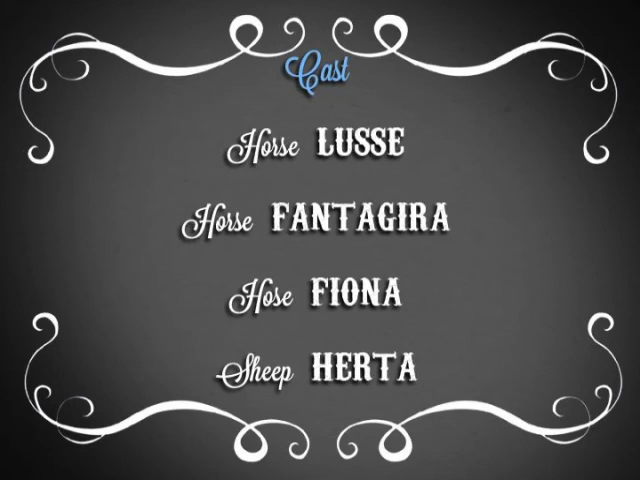 Cast
Horse LUSSE
Horse FANTAGIRA
Hose FIONA
Sheep HERTA